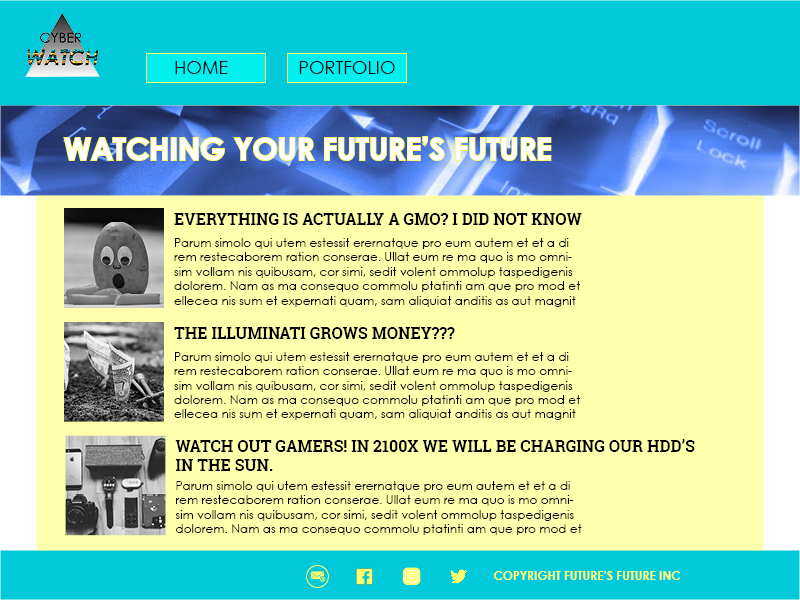 CYBER
WATCH
HOME
PORTFOLIO
SRq
Scroll
Lock
Ins
WATCHING YOUR FUTURE'S FUTURE
EVERYTHING IS ACTUALLY A GMO? I DID NOT KNOW
Parum simolo qui utem estessit erernatque pro eum autem et et a di
rem restecaborem ration conserae. Ullat eum re ma quo is mo omni-
sim vollam nis quibusam, cor simi, sedit volent ommolup taspedigenis
dolorem. Nam as ma consequo commolu ptatinti am que pro mod et
ellecea nis sum et expernati quam, sam aliquiat anditis as aut magnit
THE ILLUMINATI GROWS MONEY???
Parum simolo qui utem estessit erernatque pro eum autem et et a di
rem restecaborem ration conserae. Ullat eum re ma quo is mo omni-
sim vollam nis quibusam, cor simi, sedit volent ommolup taspedigenis
dolorem. Nam as ma consequo commolu ptatinti am que pro mod et
ellecea nis sum et expernati quam, sam aliquiat anditis as aut magnit
WATCH OUT GAMERS! IN 2100X WE WILL BE CHARGING OUR HDD'S
IN THE SUN.
Parum simolo qui utem estessit erernatque pro eum autem et et a di
rem restecaborem ration conserae. Ullat eum re ma quo is mo omni-
sim vollam nis quibusam, cor simi, sedit volent ommolup taspedigenis
dolorem. Nam as ma consequo commolu ptatinti am que pro mod et
COPYRIGHT FUTURE'S FUTURE INC